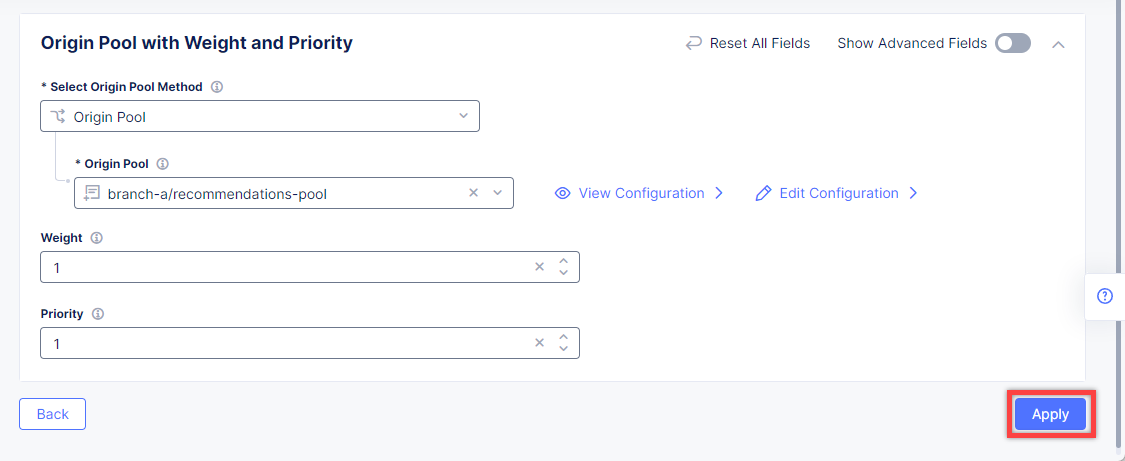 Origin Pool with Weight and Priority
Reset All Fields
Show Advanced Fields
* Select Origin Pool Method
Origin Pool
* Origin Pool
branch-a/recommendations-pool
View Configuration
Edit Configuration
Weight
1
Priority
1
Back
Apply